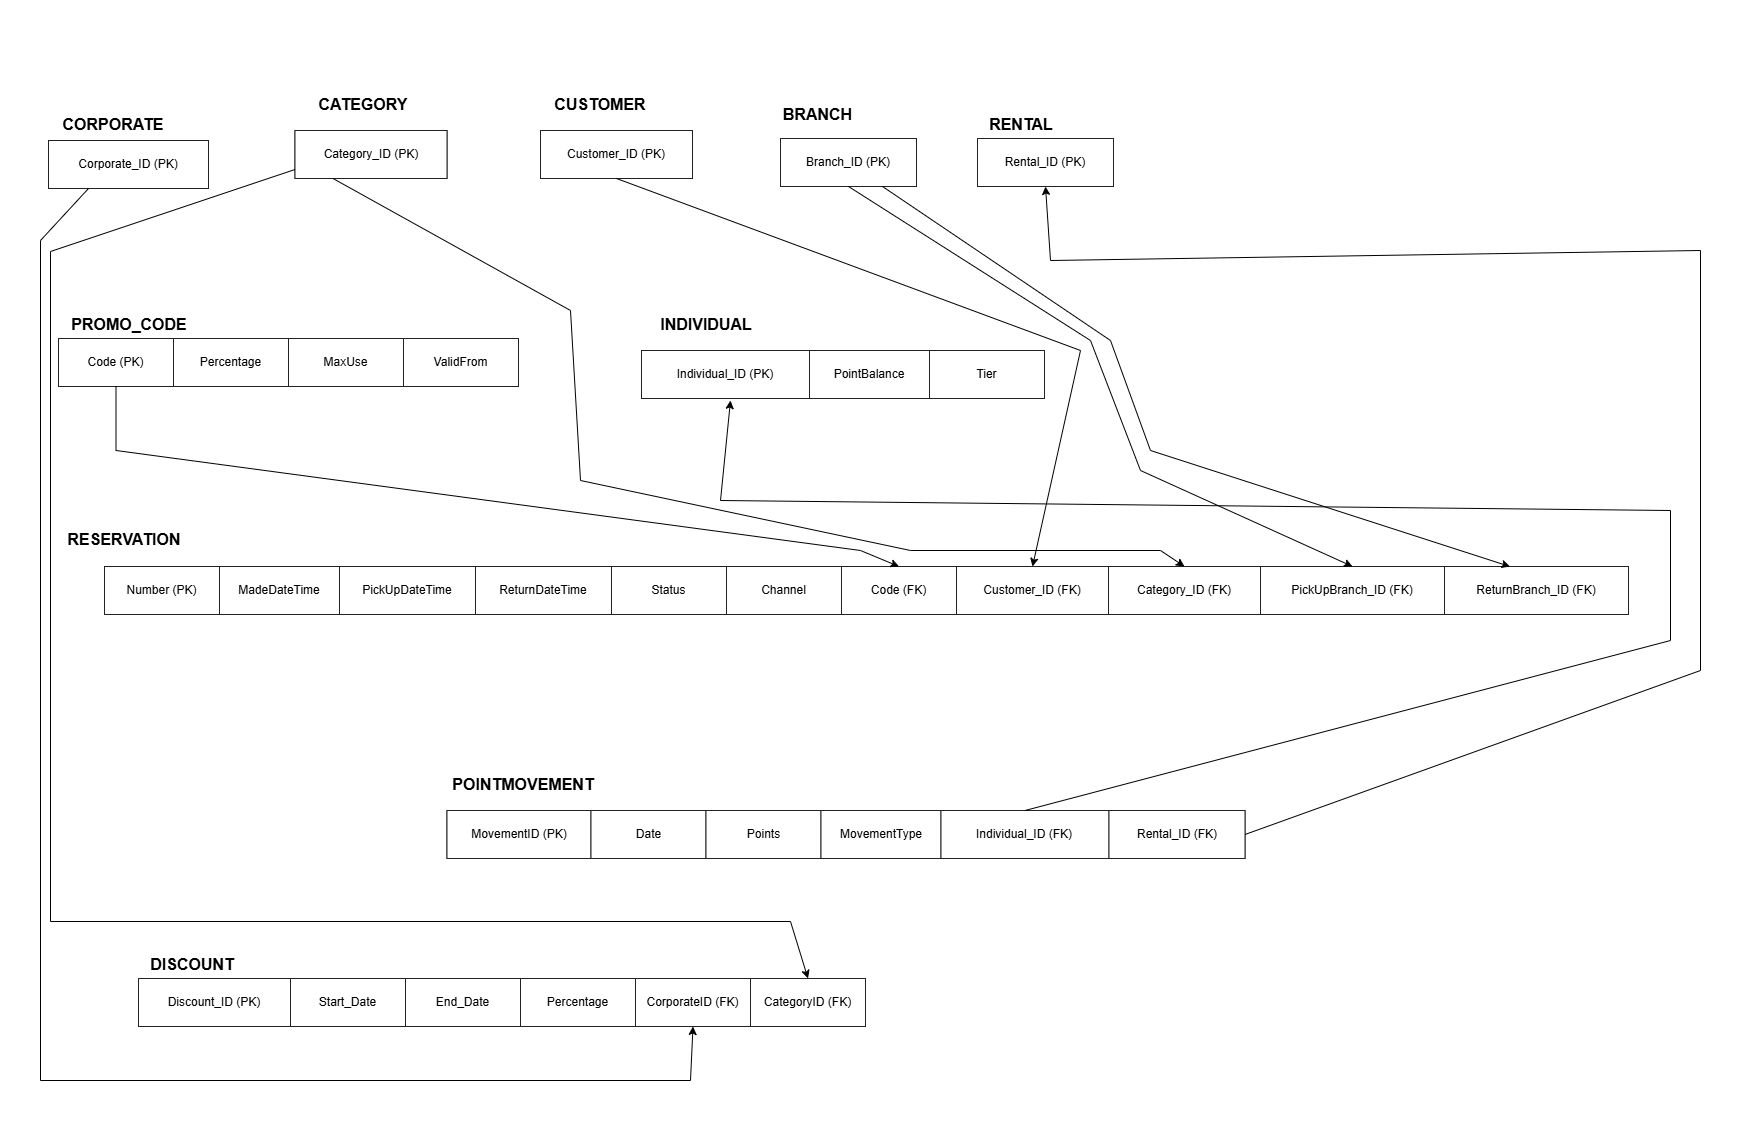 CATEGORY
CUSTOMER
BRANCH
CORPORATE
RENTAL
Corporate_ID (PK)
Category_ID (PK)
Customer_ID (PK)
Branch_ID (PK)
Rental_ID (PK)
PROMO_CODE
Code (PK) Percentage MaxUse ValidFrom
INDIVIDUAL
Individual_ID (PK) PointBalance Tier
RESERVATION
Number (PK) MadeDateTime PickUpDateTime ReturnDateTime Status Channel Code (FK) Customer_ID (FK) Category_ID (FK) PickUpBranch_ID (FK) ReturnBranch_ID (FK)
POINTMOVEMENT
MovementID (PK) Date Points MovementType Individual_ID (FK) Rental_ID (FK)
DISCOUNT
Discount_ID (PK) Start_Date End_Date Percentage CorporateID (FK) CategoryID (FK)